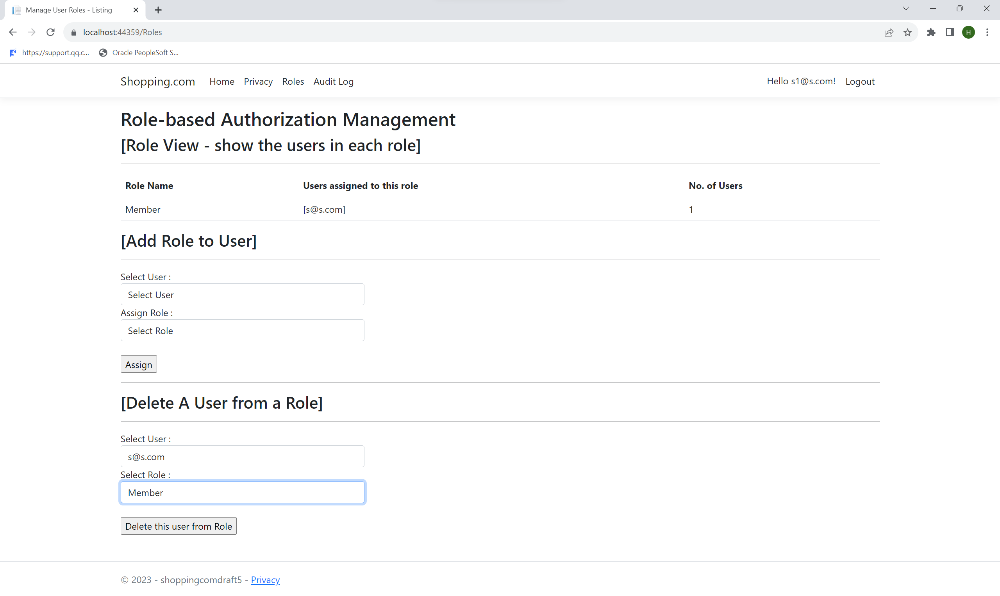 Manage User Roles - Listing
localhost:44359/Roles
H
https://support.qq.c...
Oracle PeopleSoft S...
Shopping.com Home Privacy Roles Audit Log Hello s1@s.com! Logout
Role-based Authorization Management
[Role View - show the users in each role]
Role Name Users assigned to this role No. of Users
Member [s@s.com] 1
[Add Role to User]
Select User :
Select User
Assign Role :
Select Role
Assign
[Delete A User from a Role]
Select User :
s@s.com
Select Role :
Member
Delete this user from Role
© 2023 - shoppingcomdraft5 - Privacy